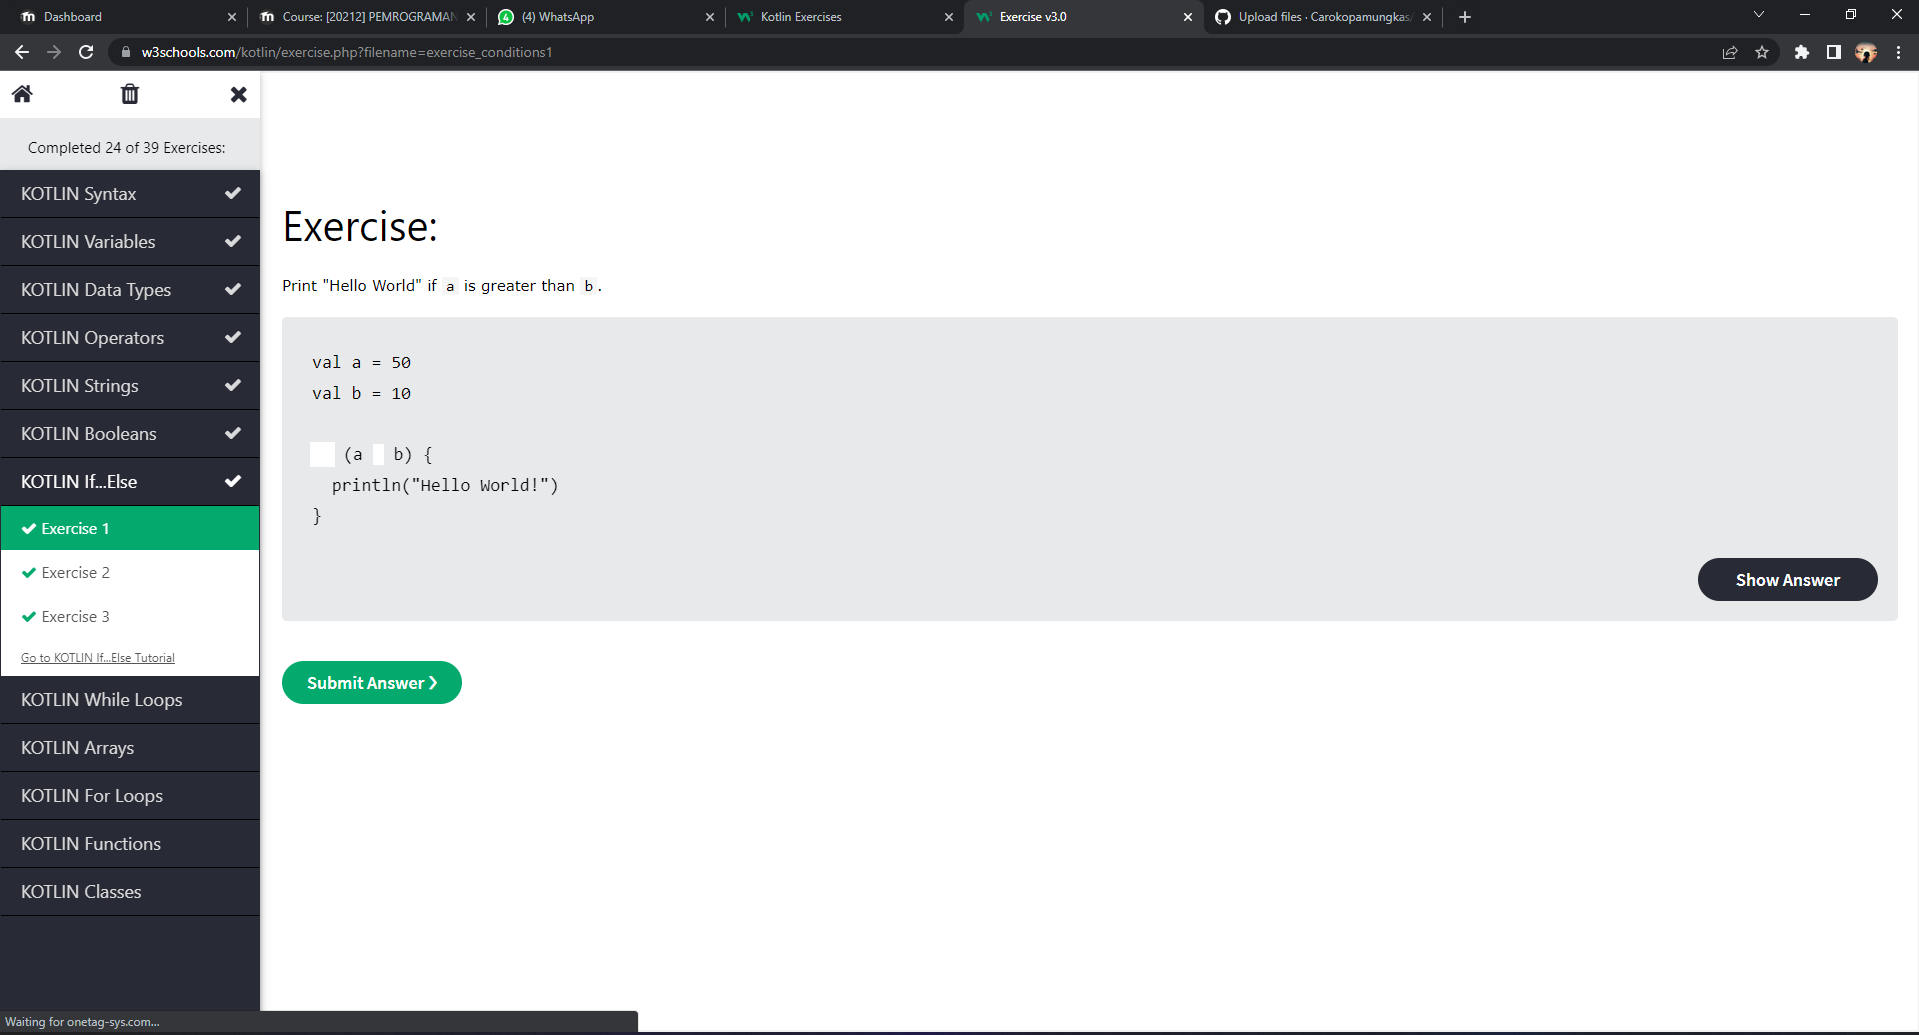 Dashboard
Course: [20212] PEMROGRAMAN
(4) WhatsApp
Kotlin Exercises
Exercise v3.0
Upload files · Carokopamungkas/
w3schools.com/kotlin/exercise.php?filename=exercise_conditions1
Completed 24 of 39 Exercises:
KOTLIN Syntax
KOTLIN Variables
KOTLIN Data Types
KOTLIN Operators
KOTLIN Strings
KOTLIN Booleans
KOTLIN If...Else
Exercise 1
Exercise 2
Exercise 3
Go to KOTLIN If...Else Tutorial
KOTLIN While Loops
KOTLIN Arrays
KOTLIN For Loops
KOTLIN Functions
KOTLIN Classes
Waiting for onetag-sys.com...
Exercise:
Print "Hello World" if a is greater than b.
val a = 50
val b = 10
(a b) {
println("Hello World!")
}
Show Answer
Submit Answer ❯